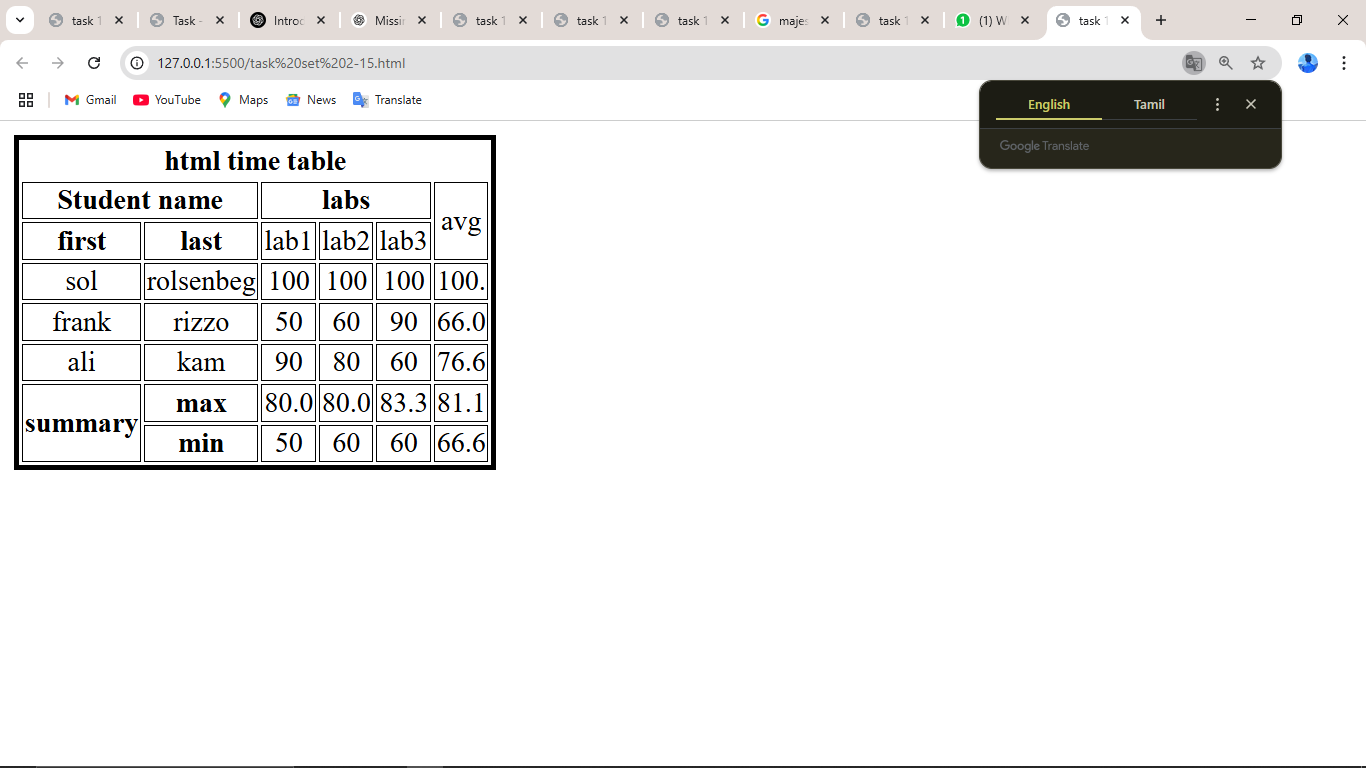 task 1 Task - Introc Missin task 1 task 1 task 1 majes task 1 (1) W task 1
127.0.0.1:5500/task%20set%202-15.html
Gmail YouTube Maps News Translate
English Tamil
Google Translate
html time table
Student name labs avg
first last lab1 lab2 lab3
sol rolsenbeg 100 100 100 100.
frank rizzo 50 60 90 66.0
ali kam 90 80 60 76.6
summary max 80.0 80.0 83.3 81.1
min 50 60 60 66.6